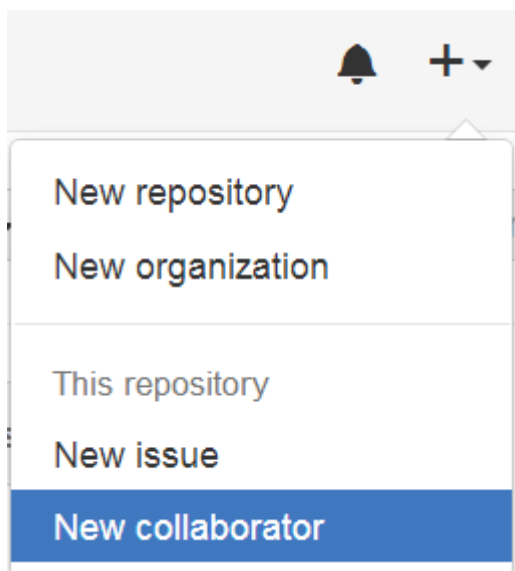 New repository
New organization
This repository
New issue
New collaborator